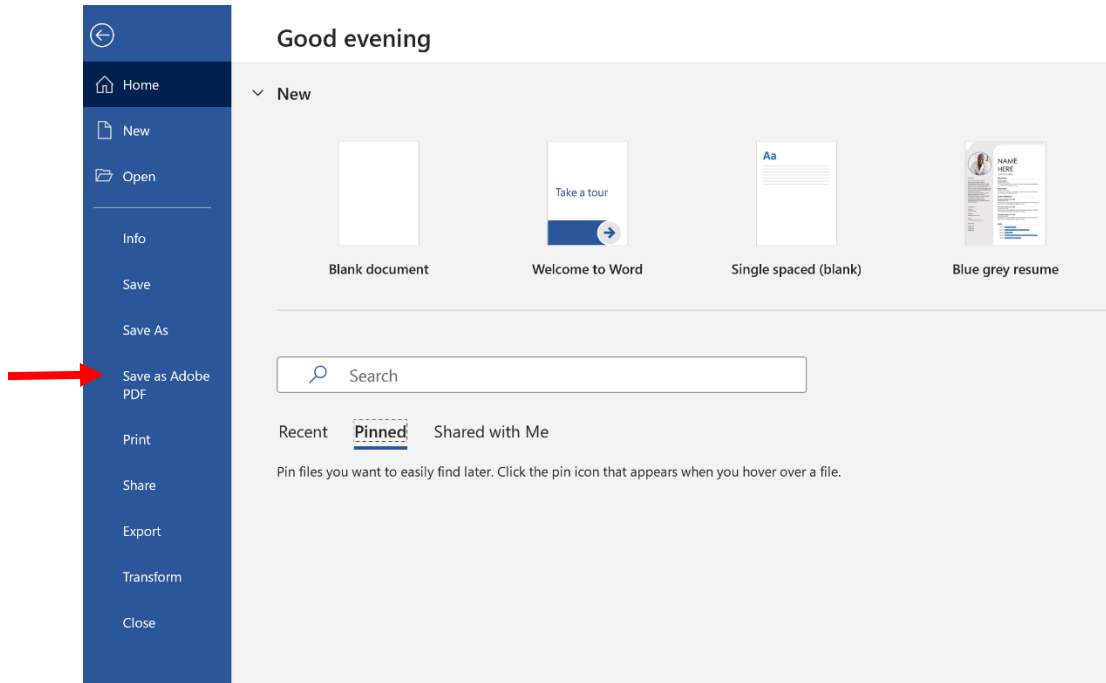 Good evening
Home
New
Open
Info
Save
Save As
Save as Adobe
PDF
Print
Share
Export
Transform
Close
New
Take a tour
Aa
NAME
HERE
Blank document
Welcome to Word
Single spaced (blank)
Blue grey resume
Search
Recent Pinned Shared with Me
Pin files you want to easily find later. Click the pin icon that appears when you hover over a file.